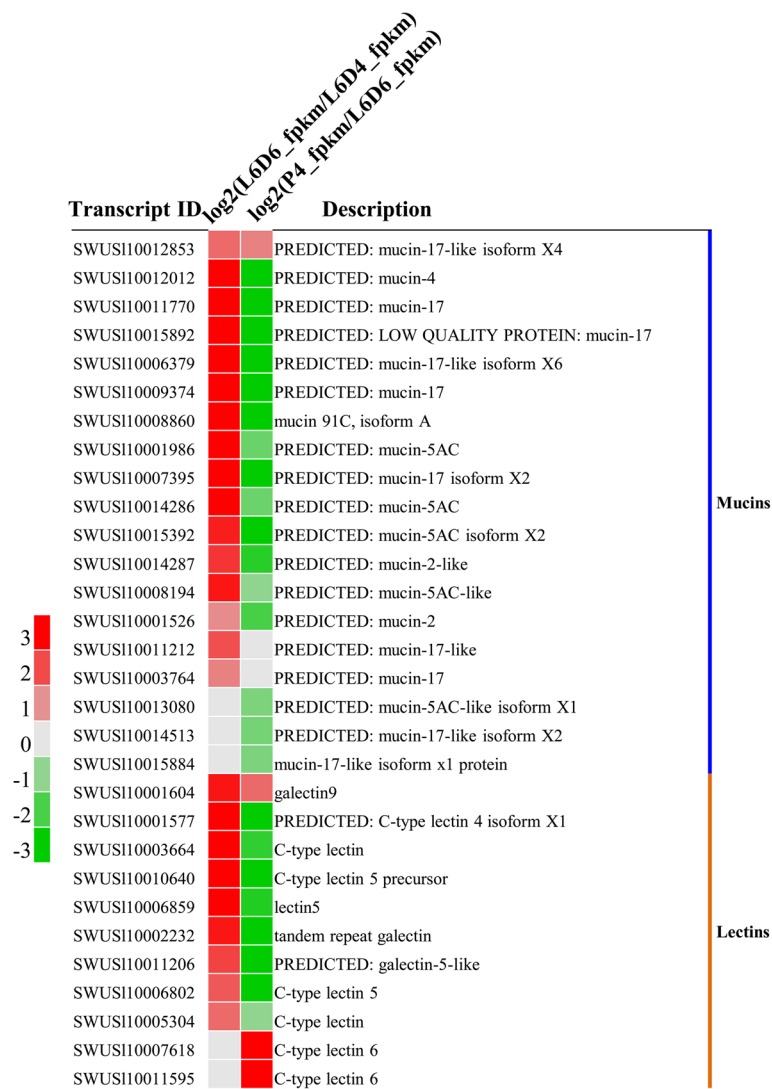 log2(L6D6_fpkm/L6D4_fpkm)
log2(P4_fpkm/L6D6_fpkm)
Transcript ID Description
SWUSl10012853 PREDICTED: mucin-17-like isoform X4
SWUSl10012012 PREDICTED: mucin-4
SWUSl10011770 PREDICTED: mucin-17
SWUSl10015892 PREDICTED: LOW QUALITY PROTEIN: mucin-17
SWUSl10006379 PREDICTED: mucin-17-like isoform X6
SWUSl10009374 PREDICTED: mucin-17
SWUSl10008860 mucin 91C, isoform A
SWUSl10001986 PREDICTED: mucin-5AC
SWUSl10007395 PREDICTED: mucin-17 isoform X2
SWUSl10014286 PREDICTED: mucin-5AC
Mucins
SWUSl10015392 PREDICTED: mucin-5AC isoform X2
SWUSl10014287 PREDICTED: mucin-2-like
SWUSl10008194 PREDICTED: mucin-5AC-like
SWUSl10001526 PREDICTED: mucin-2
3 SWUSl10011212 PREDICTED: mucin-17-like
2 SWUSl10003764 PREDICTED: mucin-17
1 SWUSl10013080 PREDICTED: mucin-5AC-like isoform X1
0 SWUSl10014513 PREDICTED: mucin-17-like isoform X2
SWUSl10015884 mucin-17-like isoform x1 protein
-1 SWUSl10001604 galectin9
-2 SWUSl10001577 PREDICTED: C-type lectin 4 isoform X1
-3 SWUSl10003664 C-type lectin
SWUSl10010640 C-type lectin 5 precursor
SWUSl10006859 lectin5
Lectins
SWUSl10002232 tandem repeat galectin
SWUSl10011206 PREDICTED: galectin-5-like
SWUSl10006802 C-type lectin 5
SWUSl10005304 C-type lectin
SWUSl10007618 C-type lectin 6
SWUSl10011595 C-type lectin 6